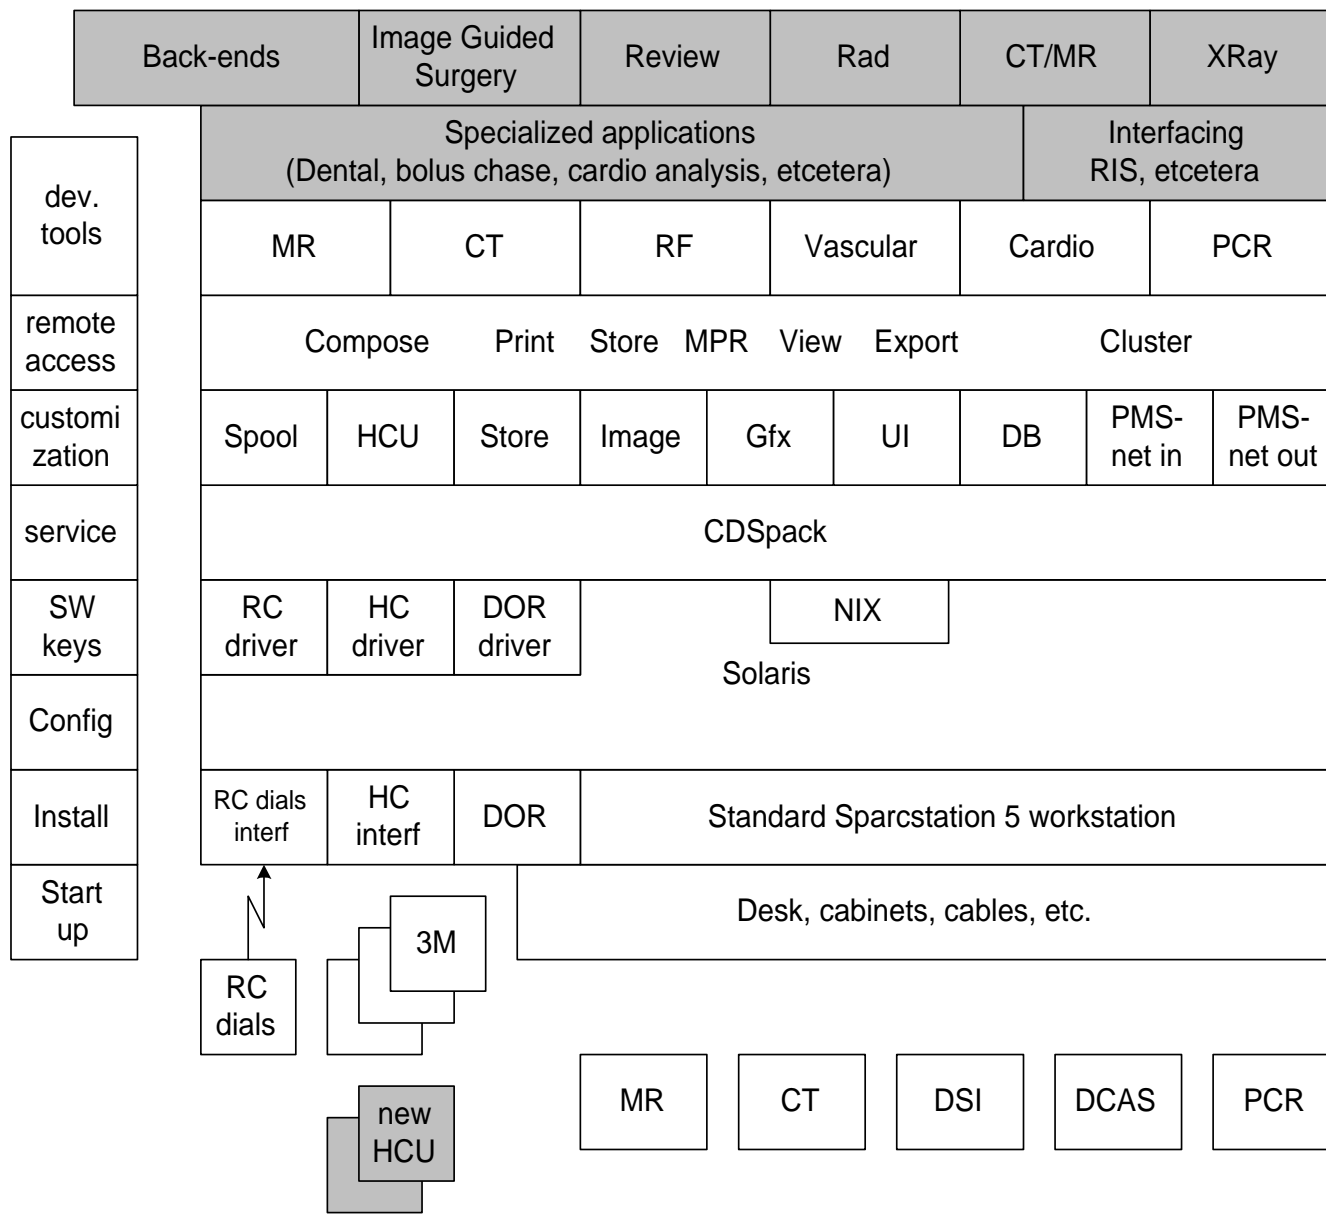 Back-ends
Image Guided
Surgery
Review
Rad
CT/MR
XRay
Specialized applications
(Dental, bolus chase, cardio analysis, etcetera)
Interfacing
RIS, etcetera
dev.
tools
MR
CT
RF
Vascular
Cardio
PCR
remote
access
Compose Print Store MPR View Export Cluster
customi
zation
Spool
HCU
Store
Image
Gfx
UI
DB
PMS-
net in
PMS-
net out
service
CDSpack
SW
keys
RC
driver
HC
driver
DOR
driver
NIX
Solaris
Config
Install
RC dials
interf
HC
interf
DOR
Standard Sparcstation 5 workstation
Start
up
3M
Desk, cabinets, cables, etc.
RC
dials
new
HCU
MR
CT
DSI
DCAS
PCR